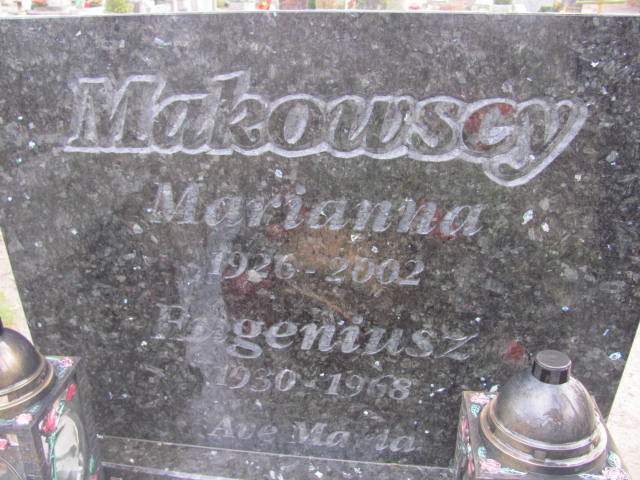 Makowscy
Marianna
1926 - 2002
Eugeniusz
1930 - 1968
Ave Maria